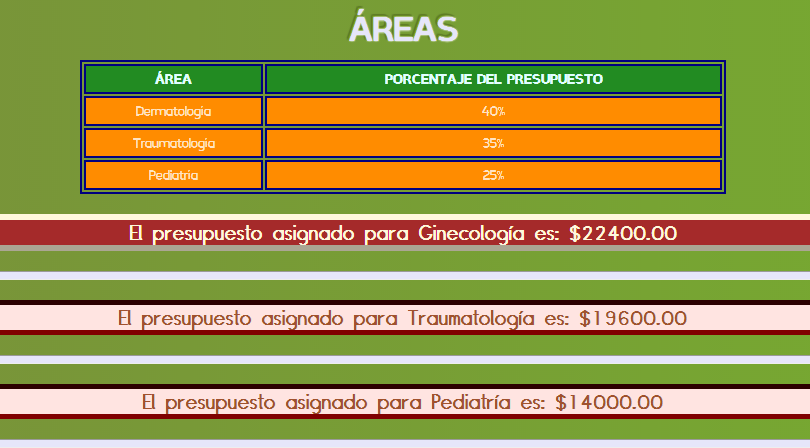 ÁREAS
ÁREA PORCENTAJE DEL PRESUPUESTO
Dermatologia 40%
Traumatologia 35%
Pediatria 25%
El presupuesto asignado para Ginecología es: $22400.00
El presupuesto asignado para Traumatología es: $19600.00
El presupuesto asignado para Pediatría es: $14000.00